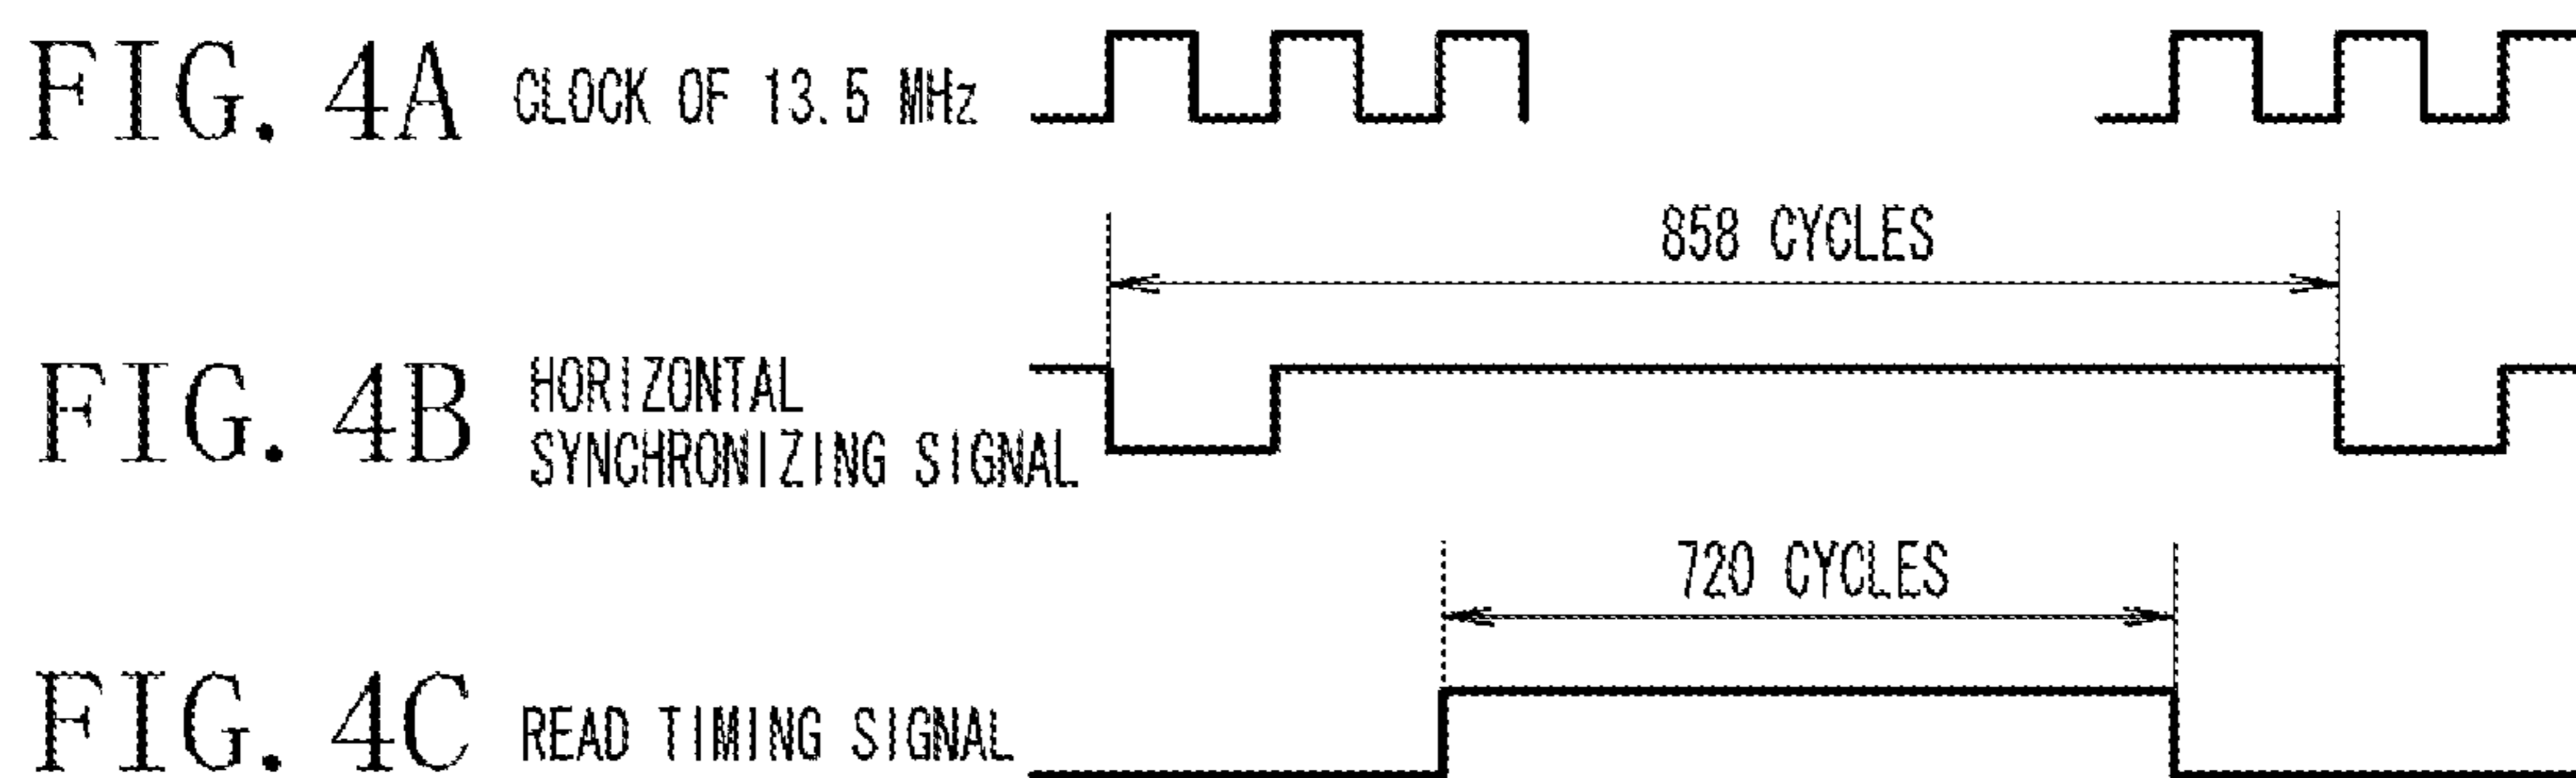 FIG. 4A CLOCK OF 13.5 MHz
858 CYCLES
FIG. 4B HORIZONTAL
SYNCHRONIZING SIGNAL
720 CYCLES
FIG. 4C READ TIMING SIGNAL